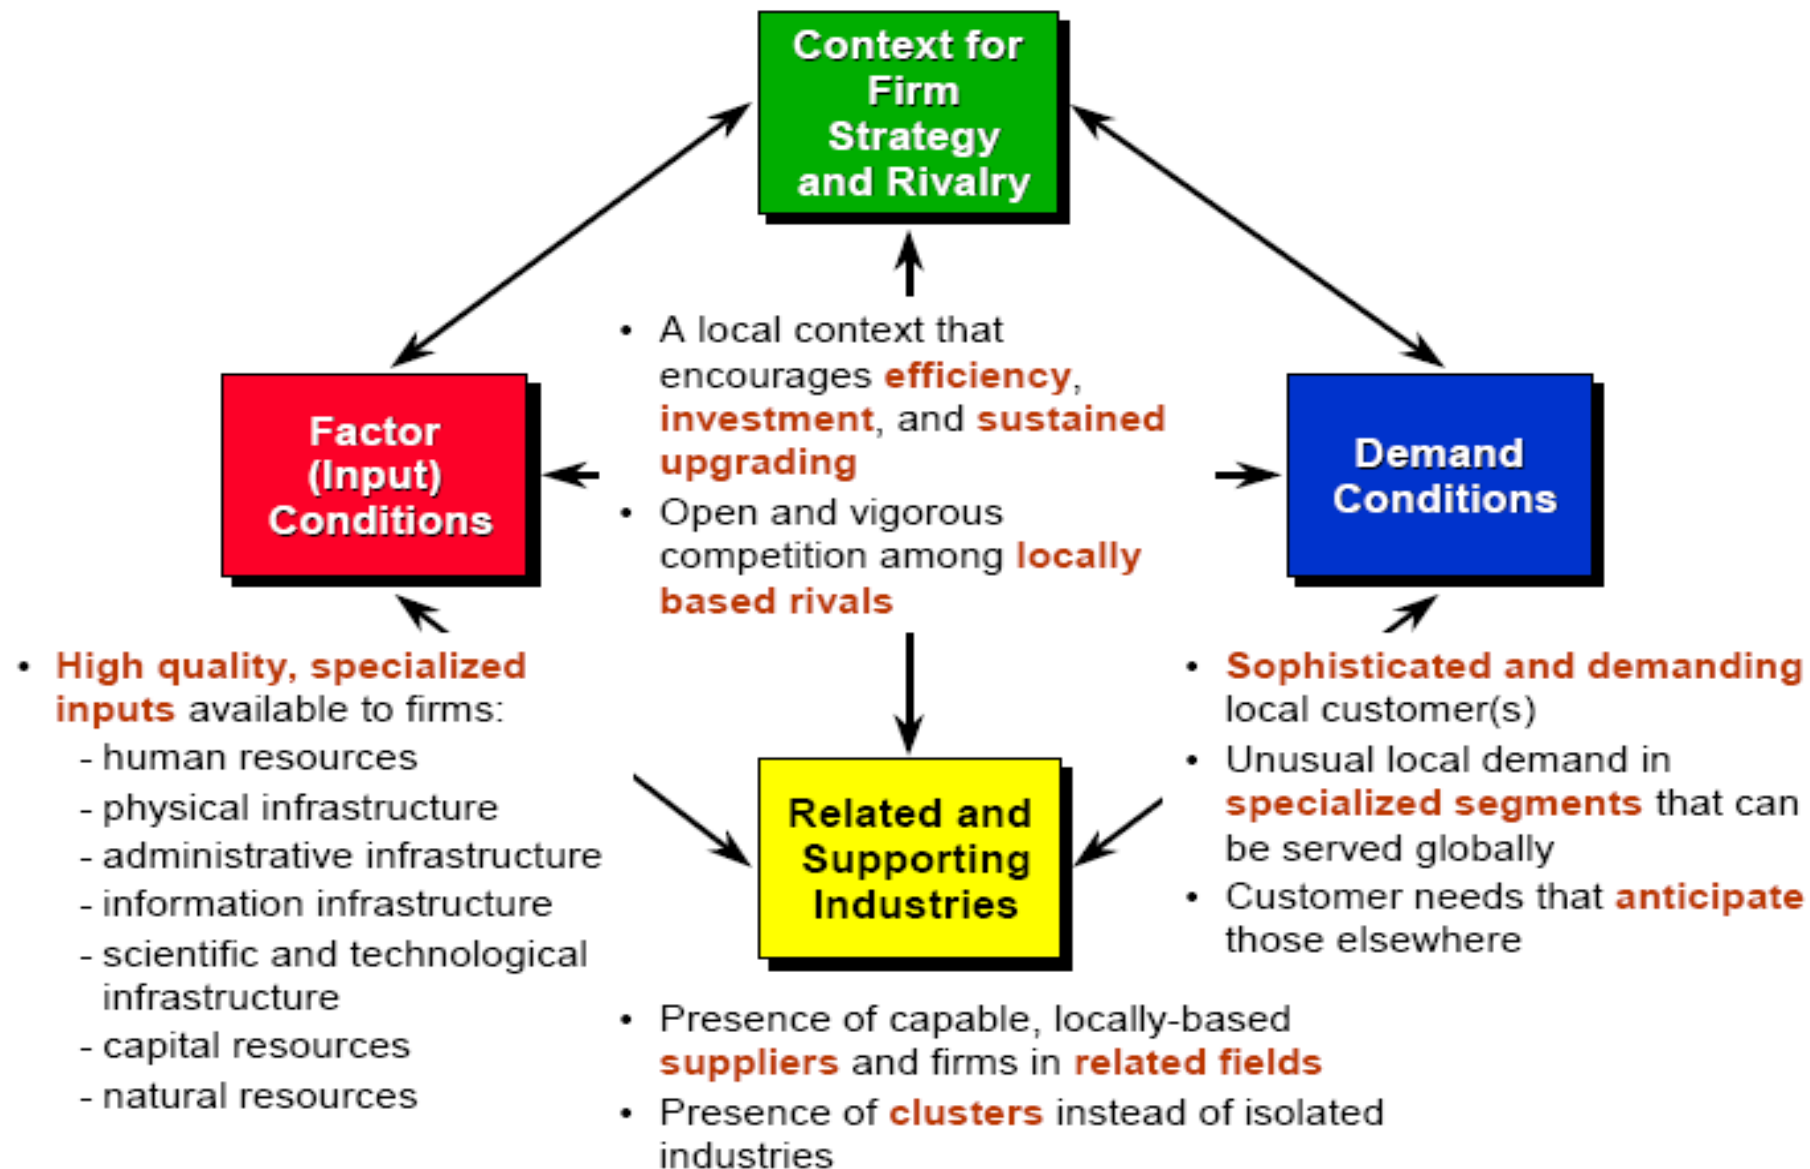 Context for
Firm
Strategy
and Rivalry
• A local context that
encourages efficiency,
investment, and sustained
upgrading
• Open and vigorous
competition among locally
based rivals
Factor
(Input)
Conditions
Demand
Conditions
• High quality, specialized
inputs available to firms:
- human resources
- physical infrastructure
- administrative infrastructure
- information infrastructure
- scientific and technological
infrastructure
- capital resources
- natural resources
• Sophisticated and demanding
local customer(s)
• Unusual local demand in
specialized segments that can
be served globally
• Customer needs that anticipate
those elsewhere
Related and
Supporting
Industries
• Presence of capable, locally-based
suppliers and firms in related fields
• Presence of clusters instead of isolated
industries